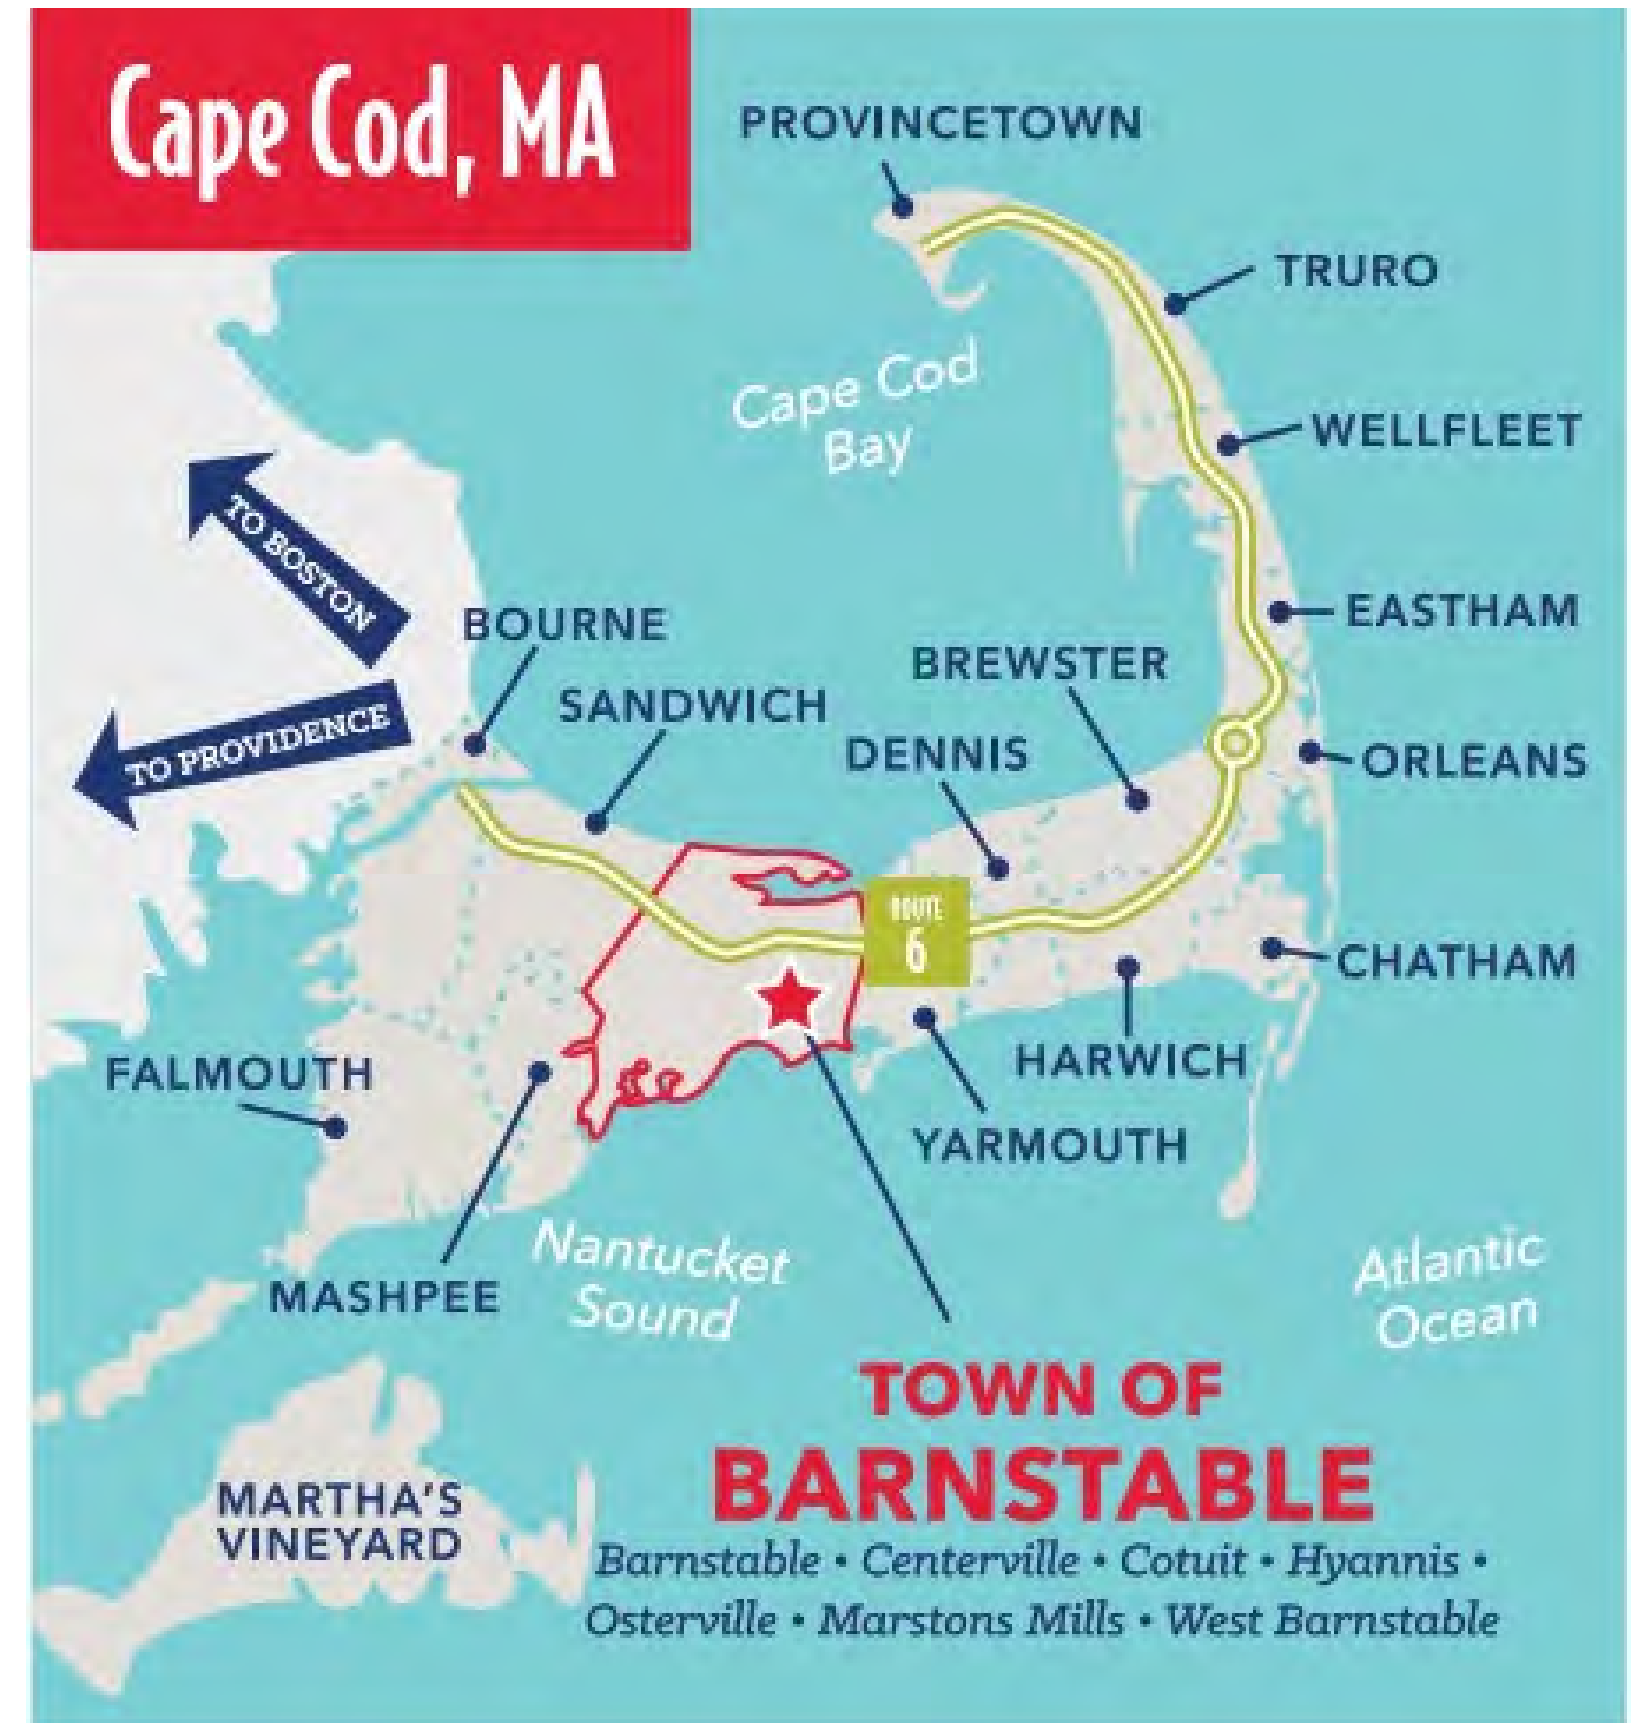 Cape Cod, MA
PROVINCETOWN
TRURO
Cape Cod
Bay
WELLFLEET
TO BOSTON
BOURNE
EASTHAM
BREWSTER
SANDWICH
TO PROVIDENCE
DENNIS
ORLEANS
ROUTE
6
CHATHAM
FALMOUTH
HARWICH
YARMOUTH
MASHPEE
Nantucket
Sound
Atlantic
Ocean
TOWN OF
BARNSTABLE
MARTHA'S
VINEYARD
Barnstable • Centerville • Cotuit • Hyannis •
Osterville • Marstons Mills • West Barnstable